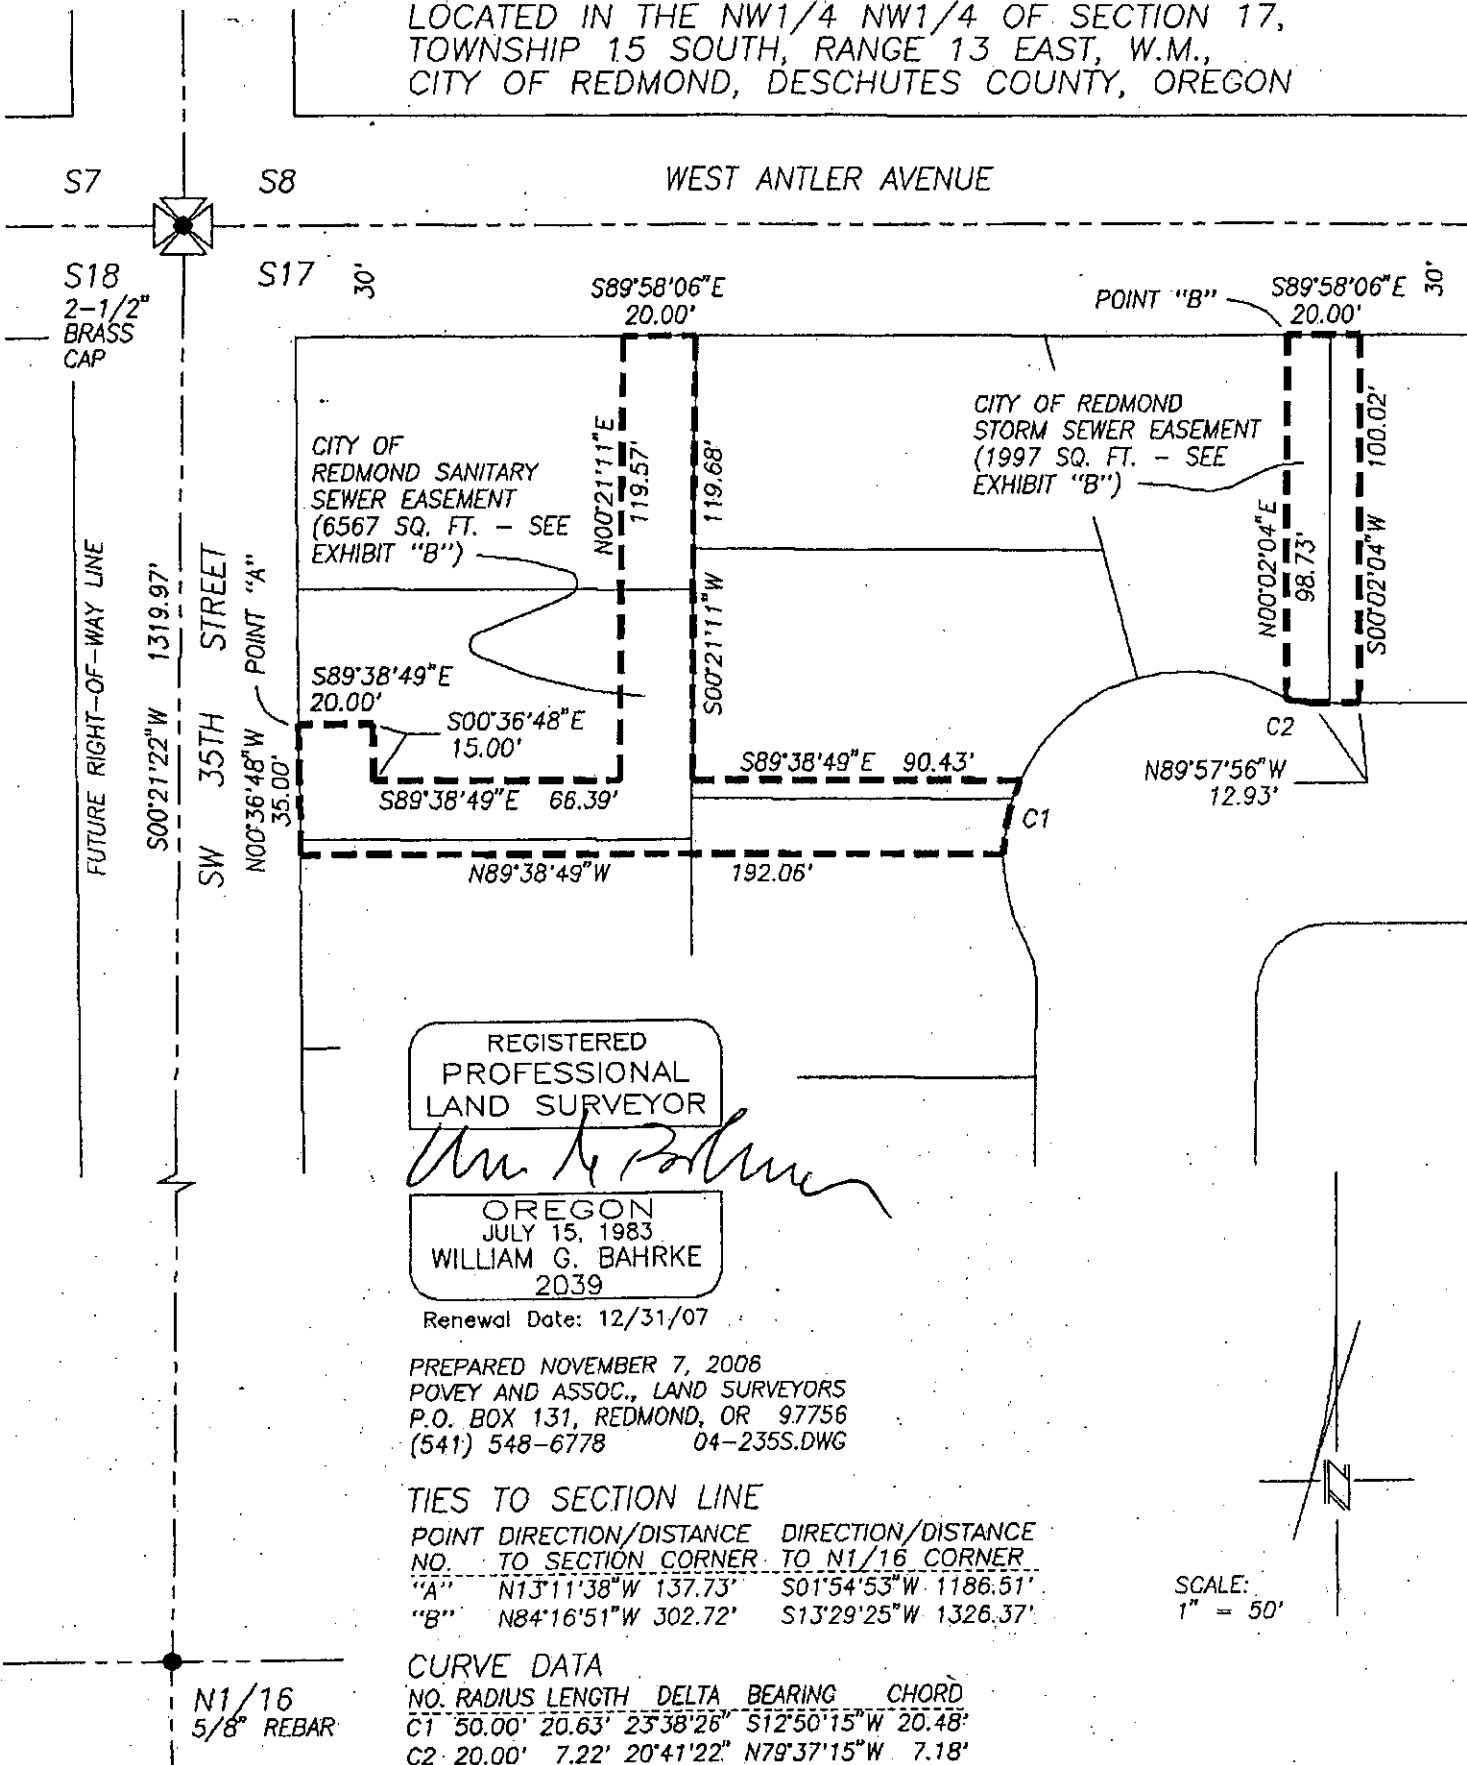 LOCATED IN THE NW1/4 NW1/4 OF SECTION 17,
TOWNSHIP 15 SOUTH, RANGE 13 EAST, W.M.,
CITY OF REDMOND, DESCHUTES COUNTY, OREGON
S7
S8
WEST ANTLER AVENUE
S18
2-1/2"
BRASS
CAP
S17
30'
S89°58'06"E
20.00'
POINT "B"
S89°58'06"E
20.00'
30'
CITY OF
REDMOND SANITARY
SEWER EASEMENT
(6567 SQ. FT. - SEE
EXHIBIT "B")
N00°21'11"E
119.57'
119.68'
S00°21'11"W
CITY OF REDMOND
STORM SEWER EASEMENT
(1997 SQ. FT. - SEE
EXHIBIT "B")
N00°02'04"E
98.73'
S00°02'04"W 100.02'
FUTURE RIGHT-OF-WAY LINE
S00°21'22"W 1319.97'
SW 35TH STREET
POINT "A"
N00°36'48"W
35.00'
S89°38'49"E
20.00'
S00°36'48"E
15.00'
S89°38'49"E 66.39'
S89°38'49"E 90.43'
C1
C2
N89°57'56"W
12.93'
N89°38'49"W 192.06'
REGISTERED
PROFESSIONAL
LAND SURVEYOR
OREGON
JULY 15, 1983
WILLIAM G. BAHRKE
2039
Renewal Date: 12/31/07
PREPARED NOVEMBER 7, 2006
POVEY AND ASSOC., LAND SURVEYORS
P.O. BOX 131, REDMOND, OR 97756
(541) 548-6778 04-235S.DWG
TIES TO SECTION LINE
POINT DIRECTION/DISTANCE DIRECTION/DISTANCE
NO. TO SECTION CORNER TO N1/16 CORNER
"A" N13°11'38"W 137.73' S01°54'53"W 1186.51'
"B" N84°16'51"W 302.72' S13°29'25"W 1326.37'
N
SCALE:
1" = 50'
N1/16
5/8" REBAR
CURVE DATA
NO. RADIUS LENGTH DELTA BEARING CHORD
C1 50.00' 20.63' 23°38'26" S12°50'15"W 20.48'
C2 20.00' 7.22' 20°41'22" N79°37'15"W 7.18'